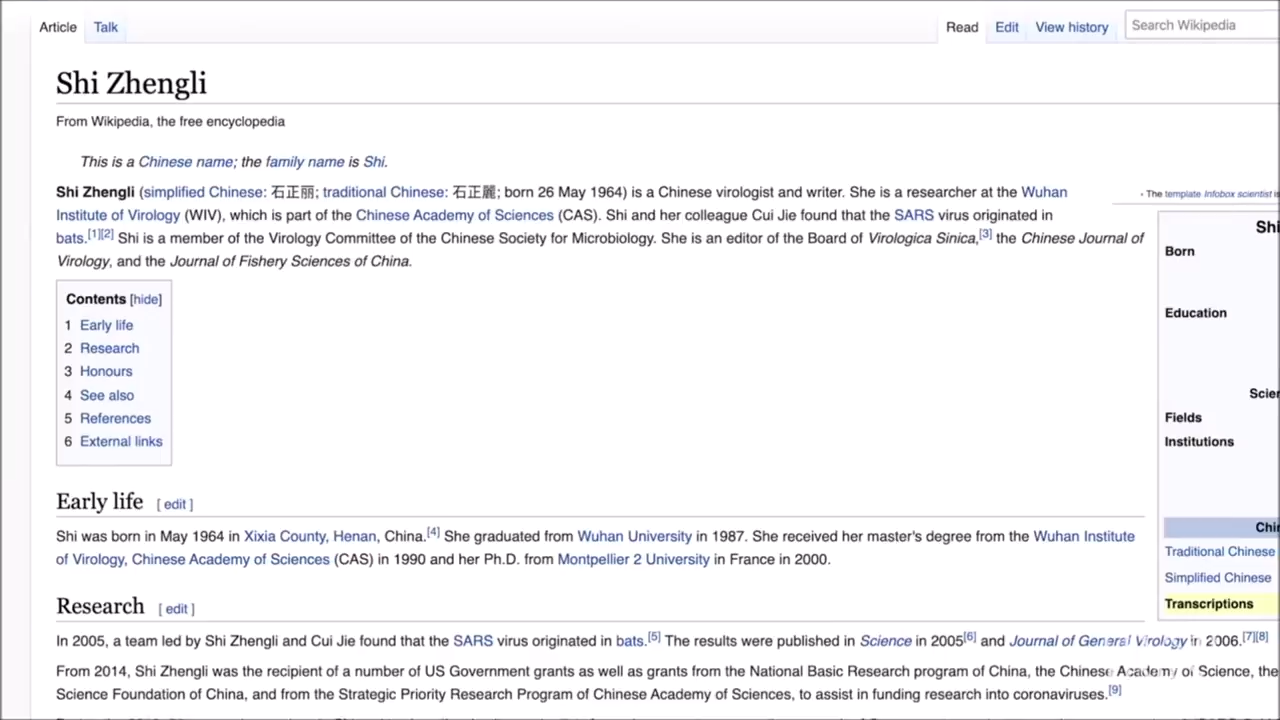 Article Talk Read Edit View history Search Wikipedia
Shi Zhengli
From Wikipedia, the free encyclopedia
This is a Chinese name; the family name is Shi.
Shi Zhengli (simplified Chinese: 石正丽; traditional Chinese: 石正麗; born 26 May 1964) is a Chinese virologist and writer. She is a researcher at the Wuhan
Institute of Virology (WIV), which is part of the Chinese Academy of Sciences (CAS). Shi and her colleague Cui Jie found that the SARS virus originated in
bats.[1][2] Shi is a member of the Virology Committee of the Chinese Society for Microbiology. She is an editor of the Board of Virologica Sinica,[3] the Chinese Journal of
Virology, and the Journal of Fishery Sciences of China.
Contents [hide]
1 Early life
2 Research
3 Honours
4 See also
5 References
6 External links
Early life [ edit ]
Shi was born in May 1964 in Xixia County, Henan, China.[4] She graduated from Wuhan University in 1987. She received her master's degree from the Wuhan Institute
of Virology, Chinese Academy of Sciences (CAS) in 1990 and her Ph.D. from Montpellier 2 University in France in 2000.
Research [ edit ]
In 2005, a team led by Shi Zhengli and Cui Jie found that the SARS virus originated in bats.[5] The results were published in Science in 2005[6] and Journal of General Virology in 2006.[7][8]
From 2014, Shi Zhengli was the recipient of a number of US Government grants as well as grants from the National Basic Research program of China, the Chinese Academy of Science, the
Science Foundation of China, and from the Strategic Priority Research Program of Chinese Academy of Sciences, to assist in funding research into coronaviruses.[9]
- The template Infobox scientist is
Shi
Born
Education
Scien
Fields
Institutions
Chin
Traditional Chinese
Simplified Chinese
Transcriptions